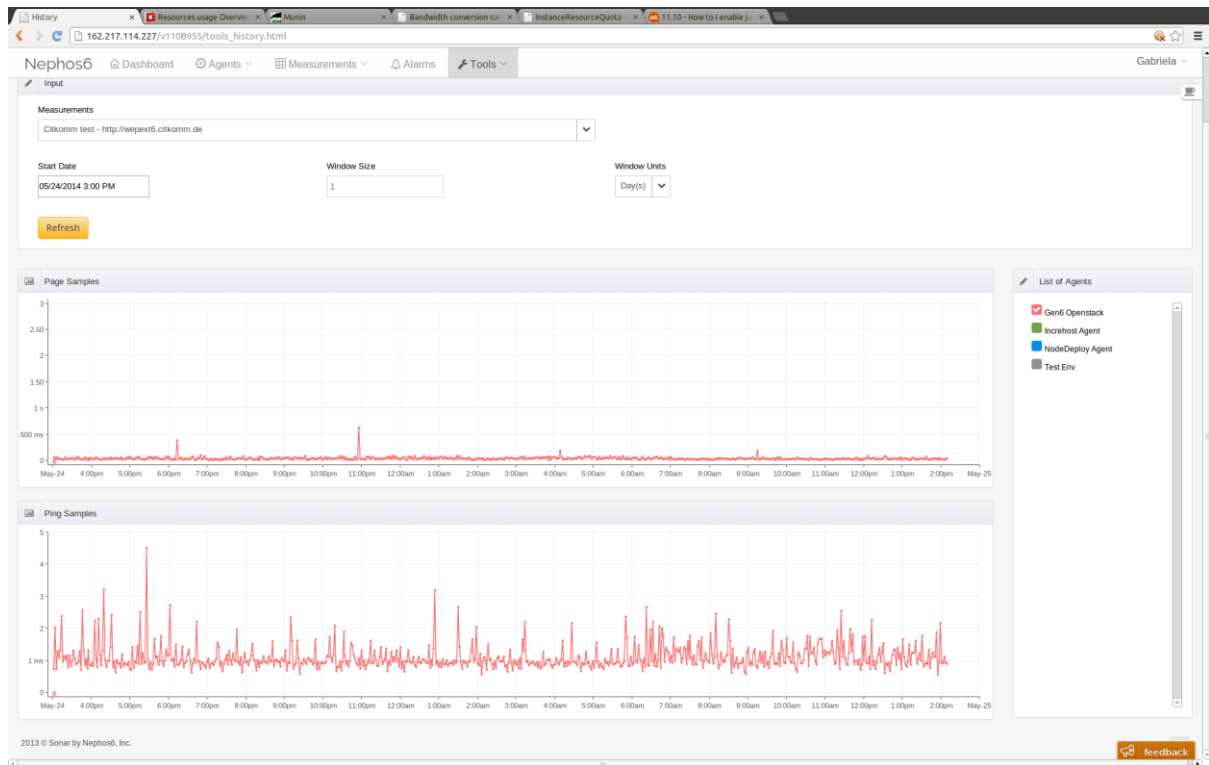 History
Resources usage Overvie
Munin
Bandwidth conversion cal
InstanceResourceQuota
11.10 - How to I enable ju
162.217.114.227/v110B955/tools_history.html
Nephos6 Dashboard Agents Measurements Alarms Tools Gabriela
Input
Measurements
Citkomm test - http://wepext6.citkomm.de
Start Date Window Size Window Units
05/24/2014 3:00 PM 1 Day(s)
Refresh
Page Samples
3
2.50
2
1.50
1 s
500 ms
0
May-24 4:00pm 5:00pm 6:00pm 7:00pm 8:00pm 9:00pm 10:00pm 11:00pm 12:00am 1:00am 2:00am 3:00am 4:00am 5:00am 6:00am 7:00am 8:00am 9:00am 10:00am 11:00am 12:00pm 1:00pm 2:00pm May-25
List of Agents
Gen6 Openstack
Increhost Agent
NodeDeploy Agent
Test Env
Ping Samples
5
4
3
2
1 ms
0
May-24 4:00pm 5:00pm 6:00pm 7:00pm 8:00pm 9:00pm 10:00pm 11:00pm 12:00am 1:00am 2:00am 3:00am 4:00am 5:00am 6:00am 7:00am 8:00am 9:00am 10:00am 11:00am 12:00pm 1:00pm 2:00pm May-25
2013 © Sonar by Nephos6, Inc.
feedback